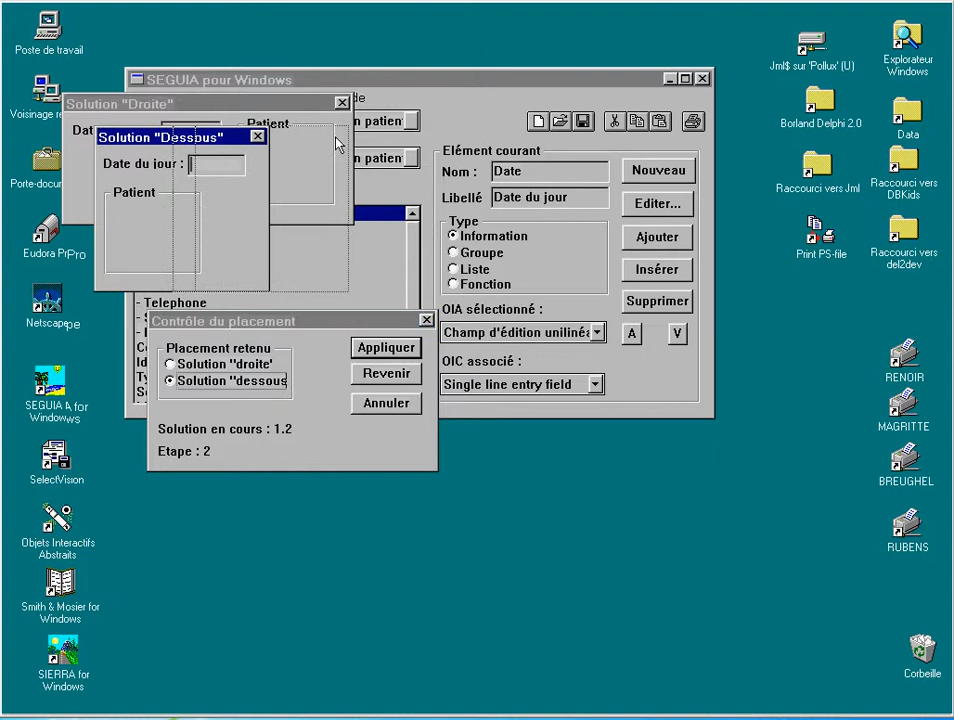 Poste de travail
Voisinage
Porte-docum
Eudora Pro
Netscape
SEGUIA for
Windows
SelectVision
Objets Interactifs
Abstraits
Smith & Mosier for
Windows
SIERRA for
Windows
SEGUIA pour Windows
Solution "Droite"
Patient
Solution "Dessous"
Date du jour :
Patient
n patien
n patien
- Telephone
Contrôle du placement
Placement retenu
Solution "droite'
Solution "dessous
Appliquer
Revenir
Annuler
Solution en cours : 1.2
Etape : 2
Elément courant
Nom :
Date
Libellé
Date du jour
Type
Information
Groupe
Liste
Fonction
OIA sélectionné :
Champ d'édition uniliné
OIC associé :
Single line entry field
Nouveau
Editer...
Ajouter
Insérer
Supprimer
A
V
Jml$ sur 'Pollux' (U)
Borland Delphi 2.0
Raccourci vers Jml
Print PS-file
Explorateur
Windows
Data
Raccourci vers
DBKids
Raccourci vers
del2dev
RENOIR
MAGRITTE
BREUGHEL
RUBENS
Corbeille